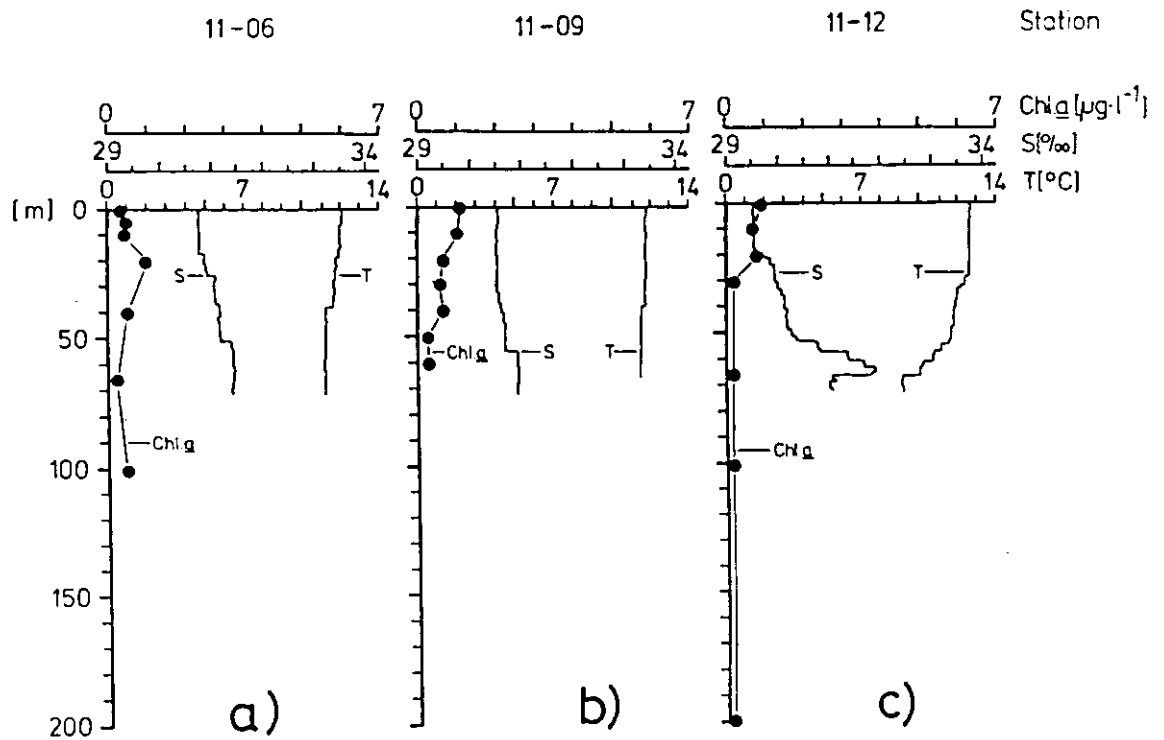 11-06 11-09 11-12 Station
0 7 0 7 0 7 Chl.a [µg·l⁻¹]
29 34 29 34 29 34 S[‰]
0 7 14 0 7 14 0 7 14 T[°C]
[m] 0
S T
S T
50
Chl.a S T
Chl.a
Chl a
100
150
200
a) b) c)